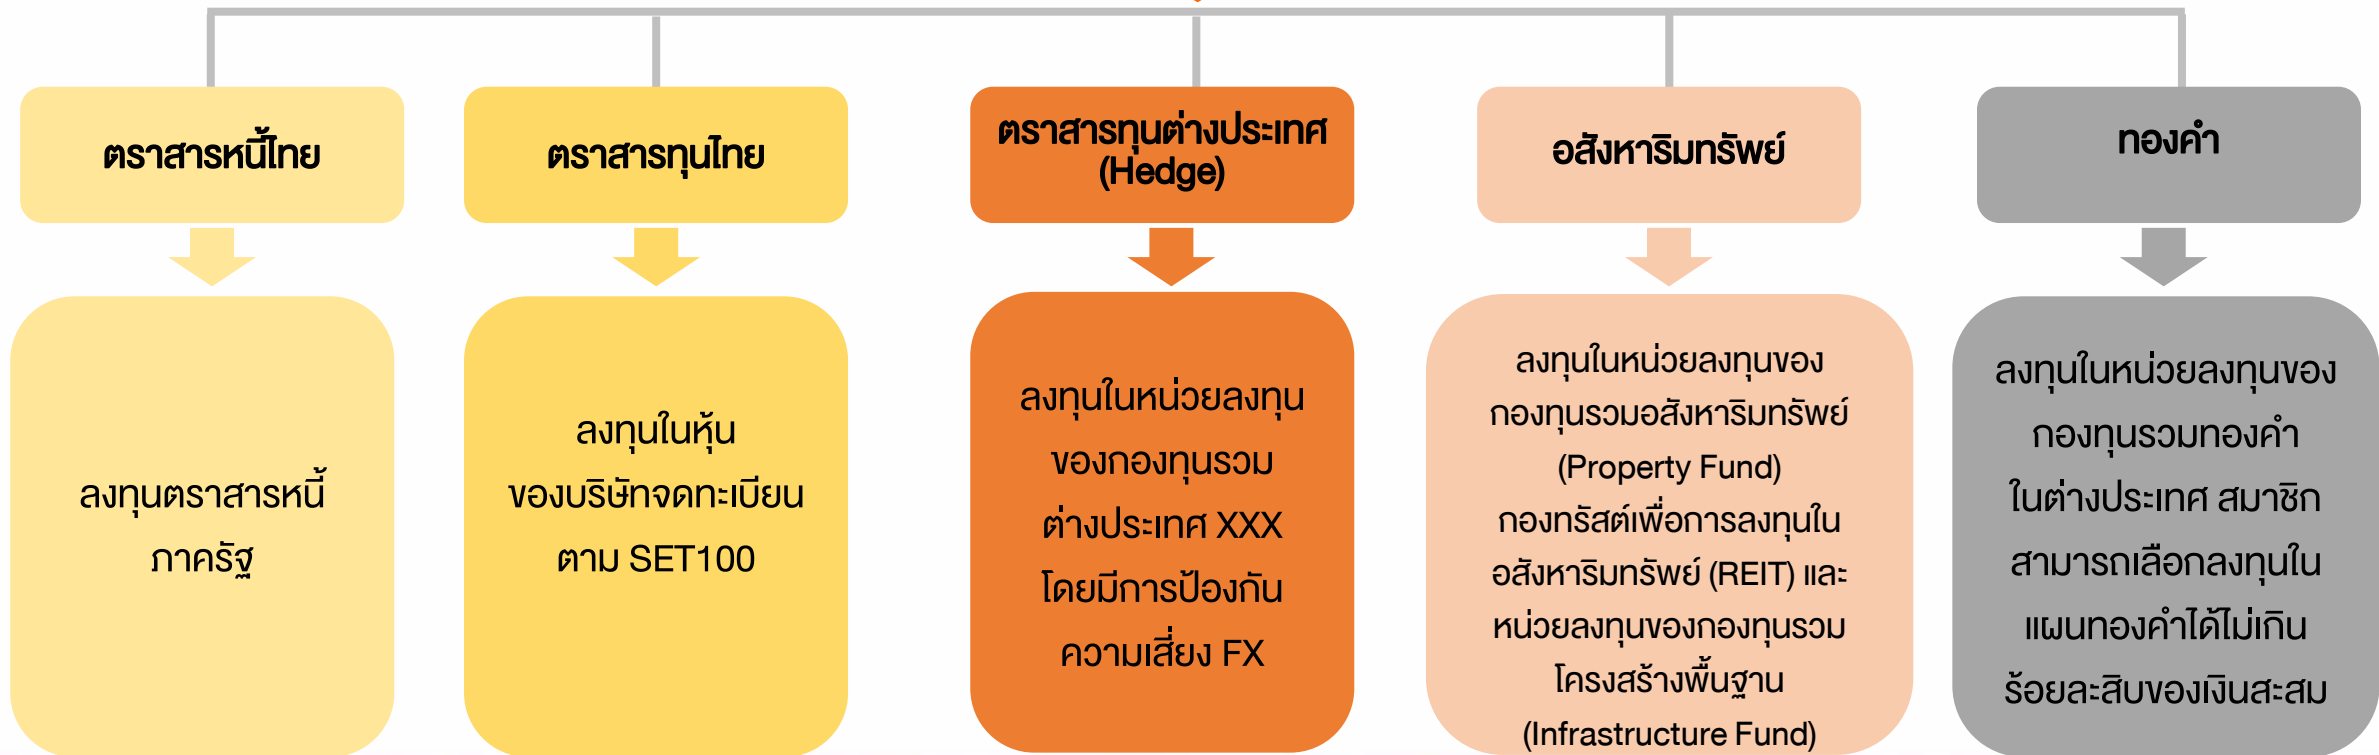 ตราสารหนี้ไทย
ลงทุนตราสารหนี้
ภาครัฐ
ตราสารทุนไทย
ลงทุนในหุ้น
ของบริษัทจดทะเบียน
ตาม SET100
ตราสารทุนต่างประเทศ
(Hedge)
ลงทุนในหน่วยลงทุน
ของกองทุนรวม
ต่างประเทศ XXX
โดยมีการป้องกัน
ความเสี่ยง FX
อสังหาริมทรัพย์
ลงทุนในหน่วยลงทุนของ
กองทุนรวมอสังหาริมทรัพย์
(Property Fund)
กองทรัสต์เพื่อการลงทุนใน
อสังหาริมทรัพย์ (REIT) และ
หน่วยลงทุนของกองทุนรวม
โครงสร้างพื้นฐาน
(Infrastructure Fund)
ทองคำ
ลงทุนในหน่วยลงทุนของ
กองทุนรวมทองคำ
ในต่างประเทศ สมาชิก
สามารถเลือกลงทุนใน
แผนทองคำได้ไม่เกิน
ร้อยละสิบของเงินสะสม